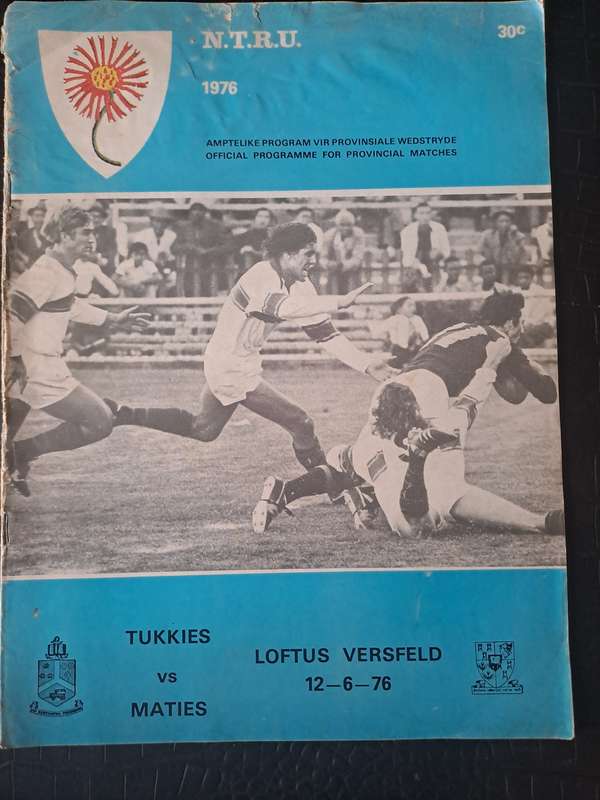 N.T.R.U.
30c
1976
AMPTELIKE PROGRAM VIR PROVINSIALE WEDSTRYDE
OFFICIAL PROGRAMME FOR PROVINCIAL MATCHES
TUKKIES
vs
MATIES
LOFTUS VERSFELD
12—6—76